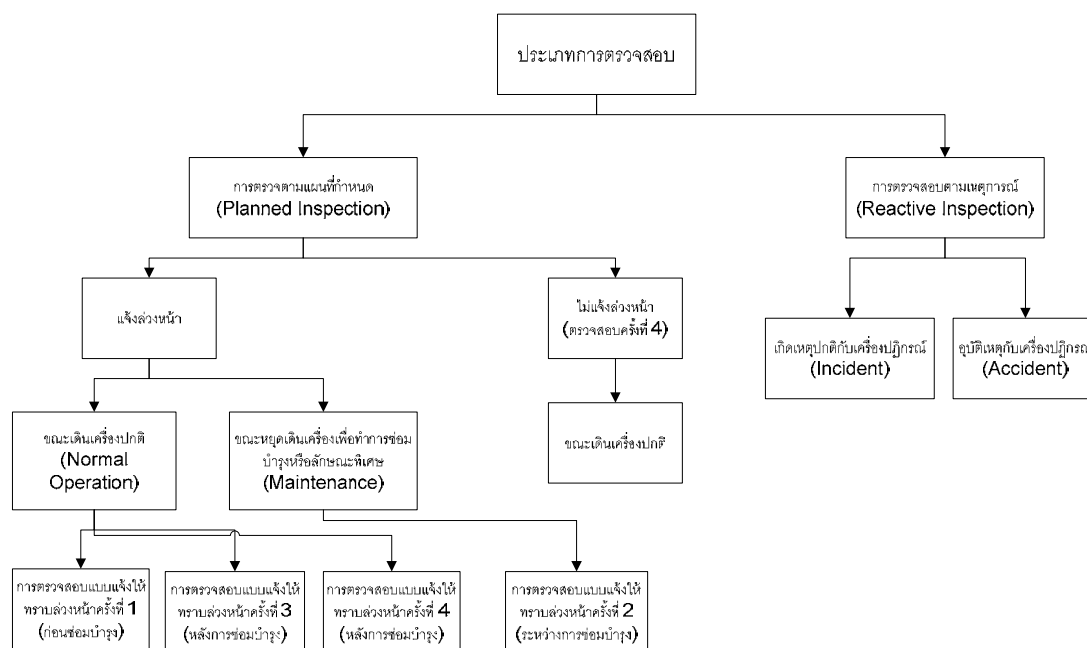 ประเภทการตรวจสอบ
การตรวจตามแผนที่กำหนด
(Planned Inspection)
การตรวจสอบตามเหตุการณ์
(Reactive Inspection)
แจ้งล่วงหน้า
ไม่แจ้งล่วงหน้า
(ตรวจสอบครั้งที่ 4)
เกิดเหตุปกติกับเครื่องปฏิกรณ์
(Incident)
อุบัติเหตุกับเครื่องปฏิกรณ
(Accident)
ขณะเดินเครื่องปกติ
(Normal
Operation)
ขณะหยุดเดินเครื่องเพื่อทำการซ่อม
บำรุงหรือลักษณะพิเศษ
(Maintenance)
ขณะเดินเครื่องปกติ
การตรวจสอบแบบแจ้งให้
ทราบล่วงหน้าครั้งที่ 1
(ก่อนซ่อมบำรุง)
การตรวจสอบแบบแจ้งให้
ทราบล่วงหน้าครั้งที่ 3
(หลังการซ่อมบำรุง)
การตรวจสอบแบบแจ้งให้
ทราบล่วงหน้าครั้งที่ 4
(หลังการซ่อมบำรุง)
การตรวจสอบแบบแจ้งให้
ทราบล่วงหน้าครั้งที่ 2
(ระหว่างการซ่อมบำรุง)